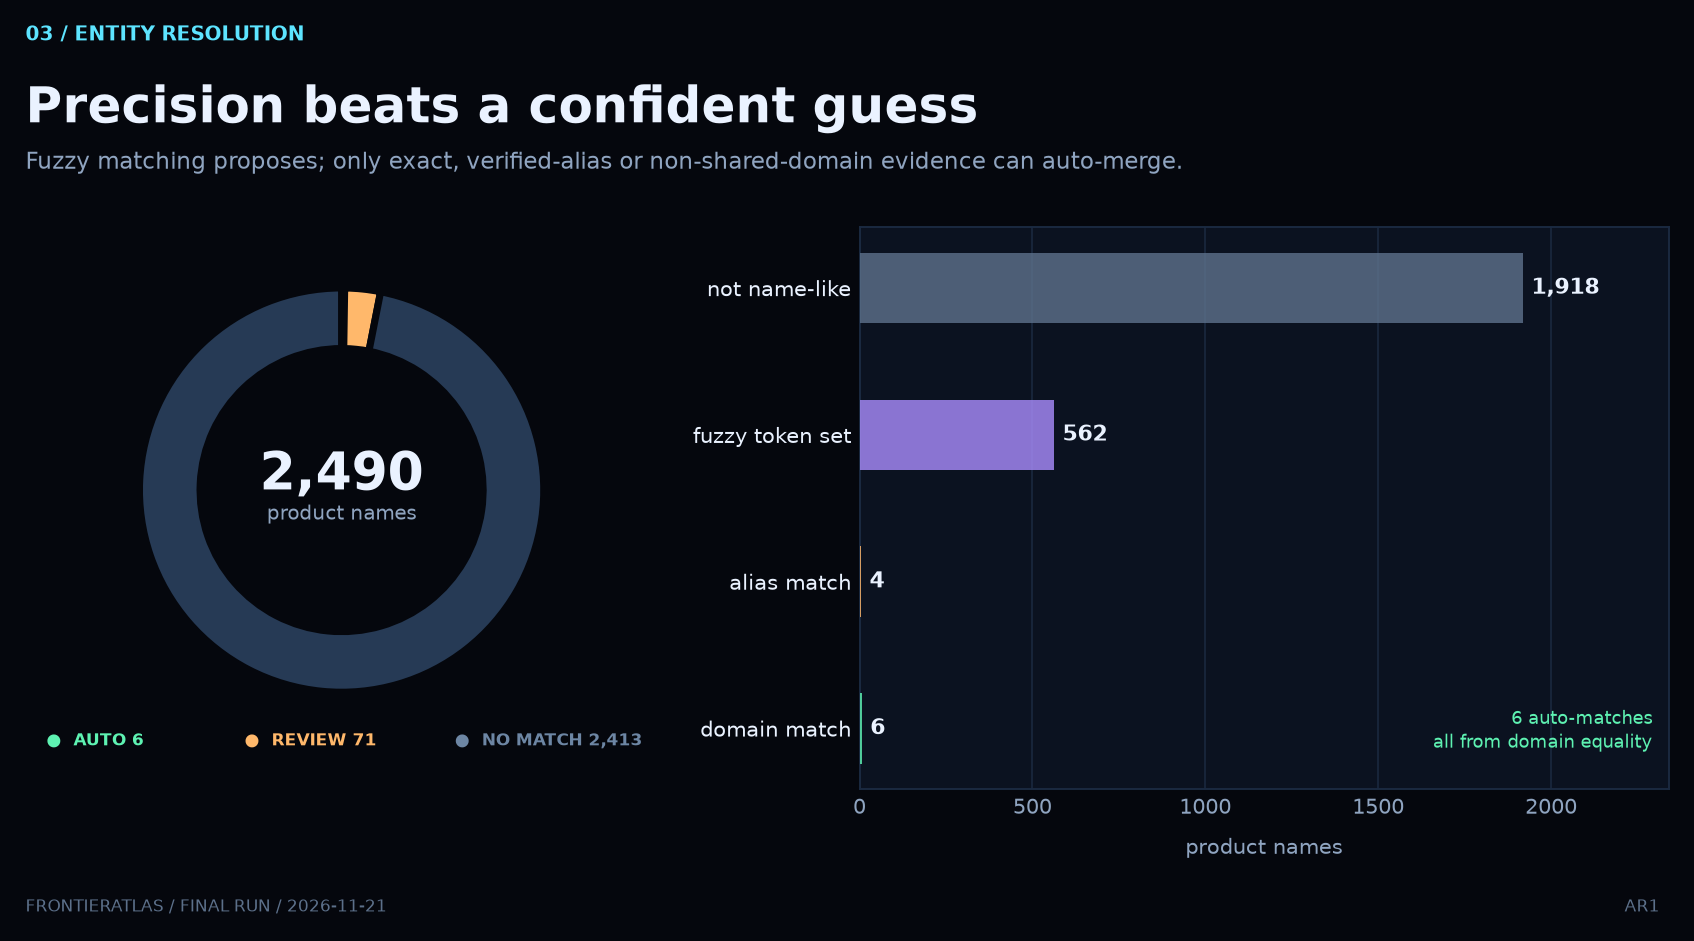 03 / ENTITY RESOLUTION
Precision beats a confident guess
Fuzzy matching proposes; only exact, verified-alias or non-shared-domain evidence can auto-merge.
2,490
product names
● AUTO 6
● REVIEW 71
● NO MATCH 2,413
not name-like
1,918
fuzzy token set
562
alias match
4
domain match
6
6 auto-matches
all from domain equality
0 500 1000 1500 2000
product names
FRONTIERATLAS / FINAL RUN / 2026-11-21
AR1